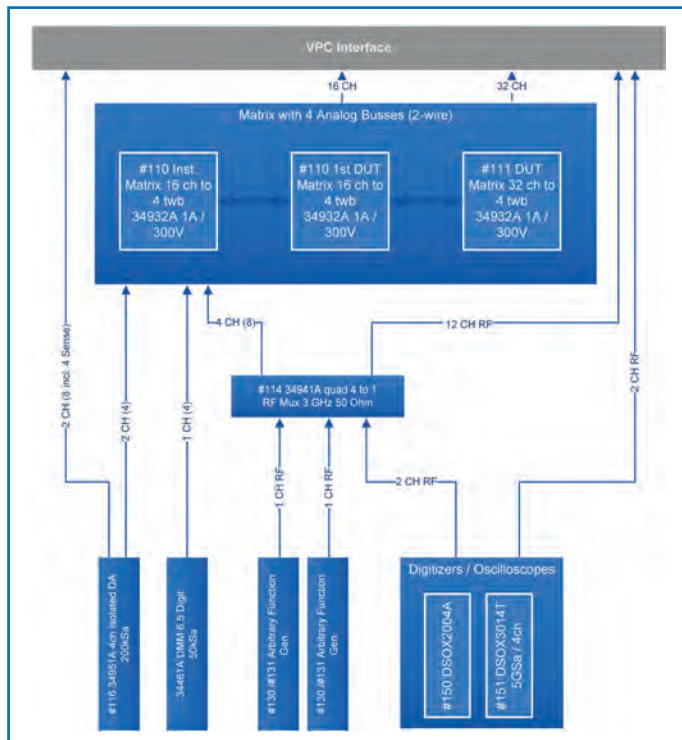 VPC Interface
16 CH
32 CH
Matrix with 4 Analog Busses (2-wire)
#110 Inst.
Matrix 16 ch to
4 twb
34932A 1A /
300V
#110 1st DUT
Matrix 16 ch to
4 twb
34932A 1A /
300V
#111 DUT
Matrix 32 ch to
4 twb
34932A 1A /
300V
4 CH (8)
12 CH RF
2 CH (8 incl. 4 Sense)
2 CH (4)
1 CH (4)
2 CH RF
#114 34941A quad 4 to 1
RF Mux 3 GHz 50 Ohm
1 CH RF
1 CH RF
2 CH RF
#116 34951A 4ch Isolated DA
200kSa
34461A DMM 6.5 Digit
50kSa
#130 /#131 Arbitrary Function
Gen.
#130 /#131 Arbitrary Function
Gen.
Digitizers / Oscilloscopes
#150 DSOX2004A
#151 DSOX3014T
5GSa / 4ch